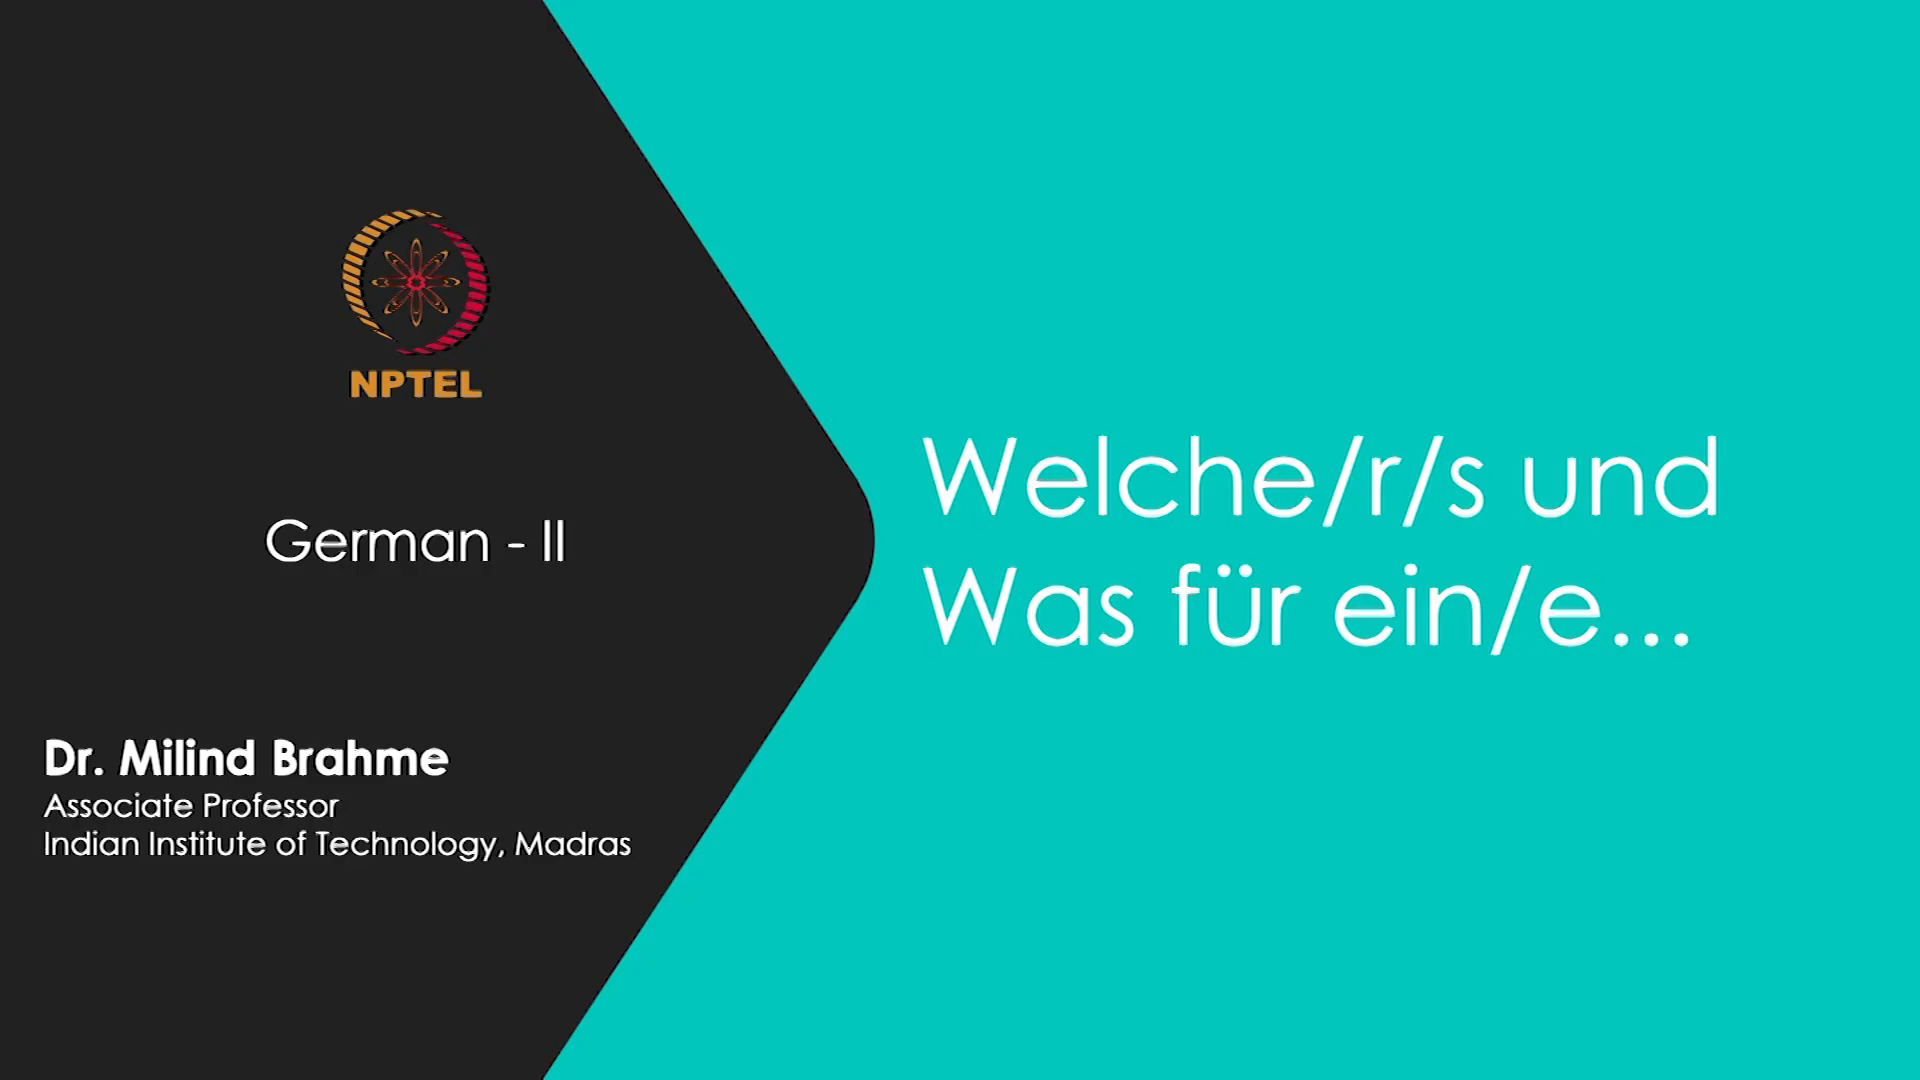 NPTEL
German - II
Dr. Milind Brahme
Associate Professor
Indian Institute of Technology, Madras
Welche/r/s und
Was für ein/e...